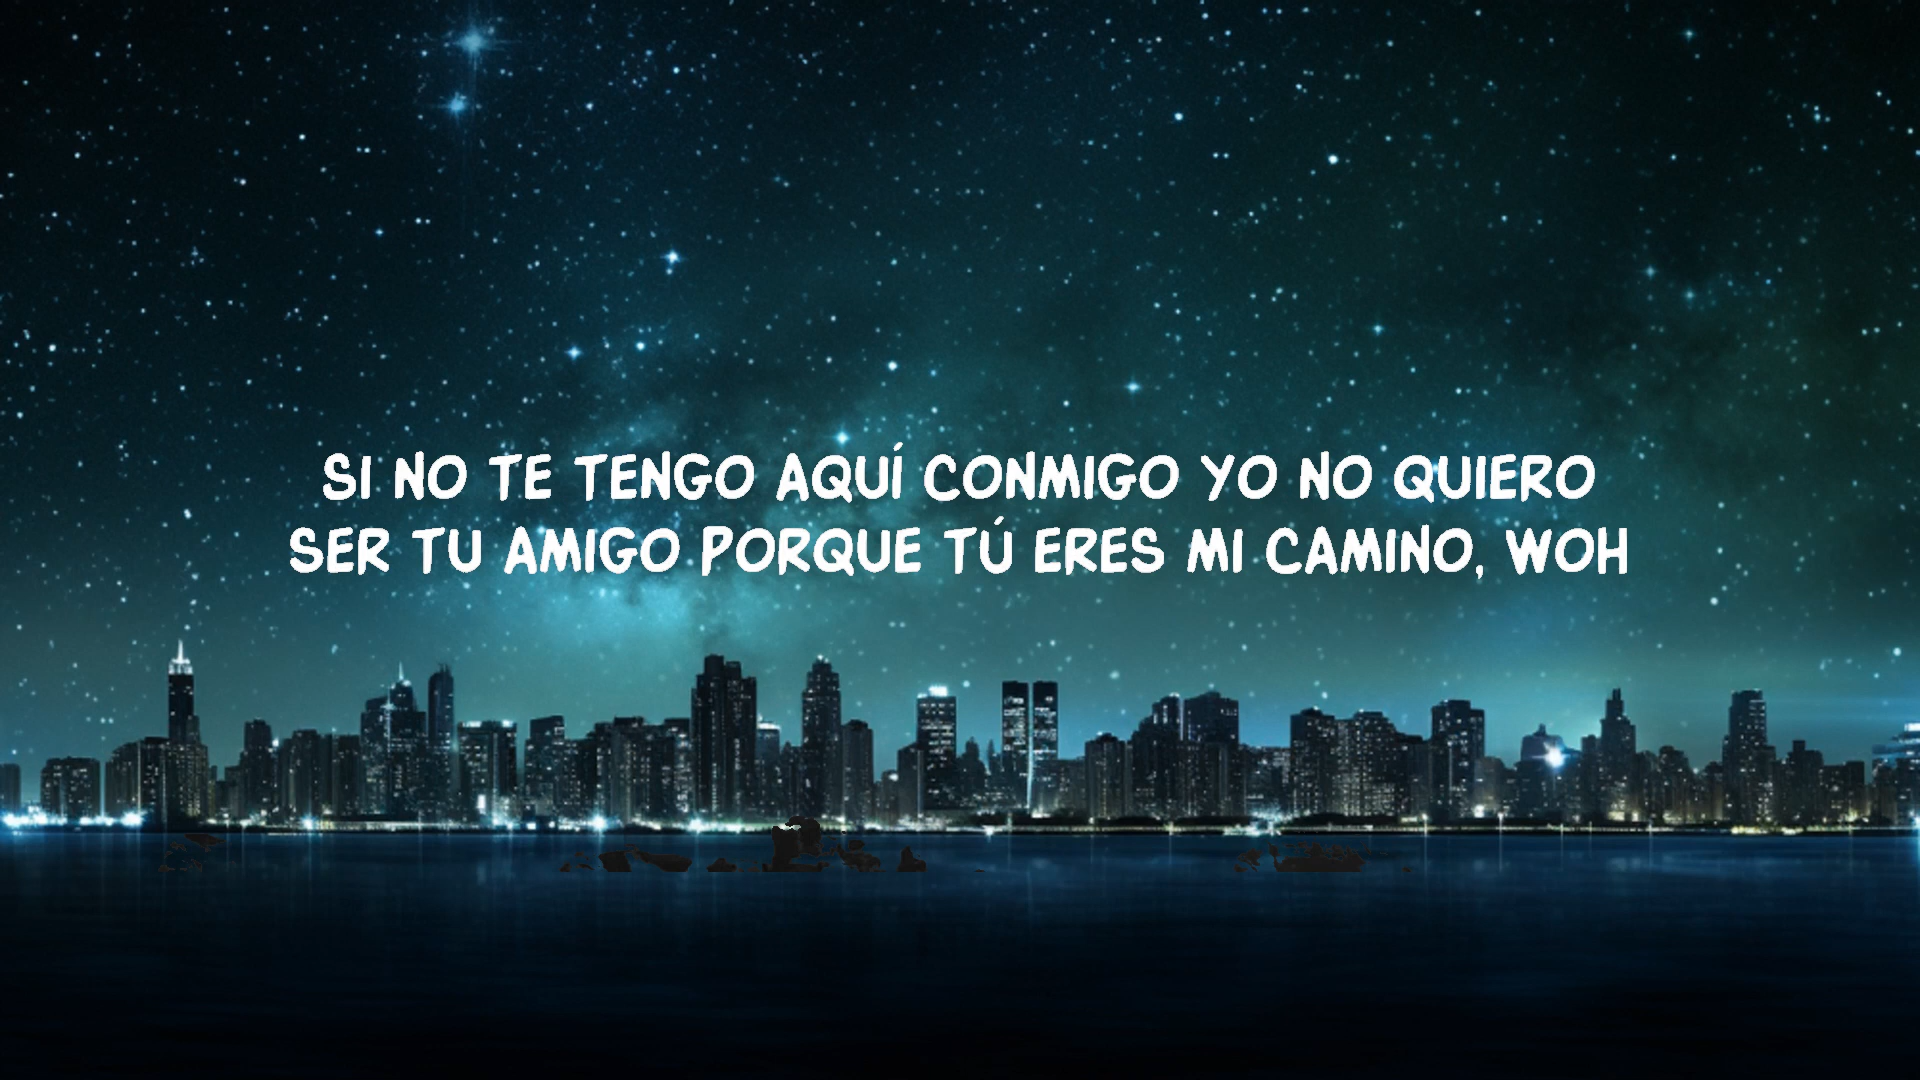 SI NO TE TENGO AQUÍ CONMIGO YO NO QUIERO
SER TU AMIGO PORQUE TÚ ERES MI CAMINO, WOH